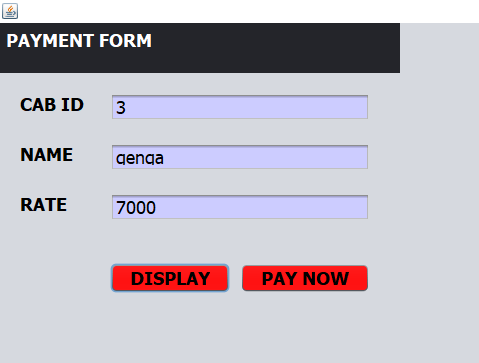 PAYMENT FORM
CAB ID 3
NAME genga
RATE 7000
DISPLAY PAY NOW